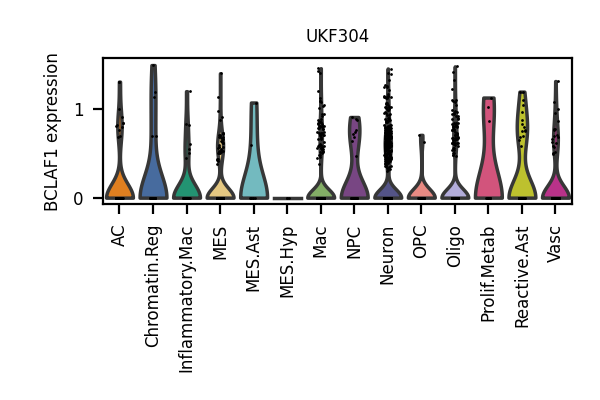 UKF304
BCLAF1 expression
1
0
AC
Chromatin.Reg
Inflammatory.Mac
MES
MES.Ast
MES.Hyp
Mac
NPC
Neuron
OPC
Oligo
Prolif.Metab
Reactive.Ast
Vasc